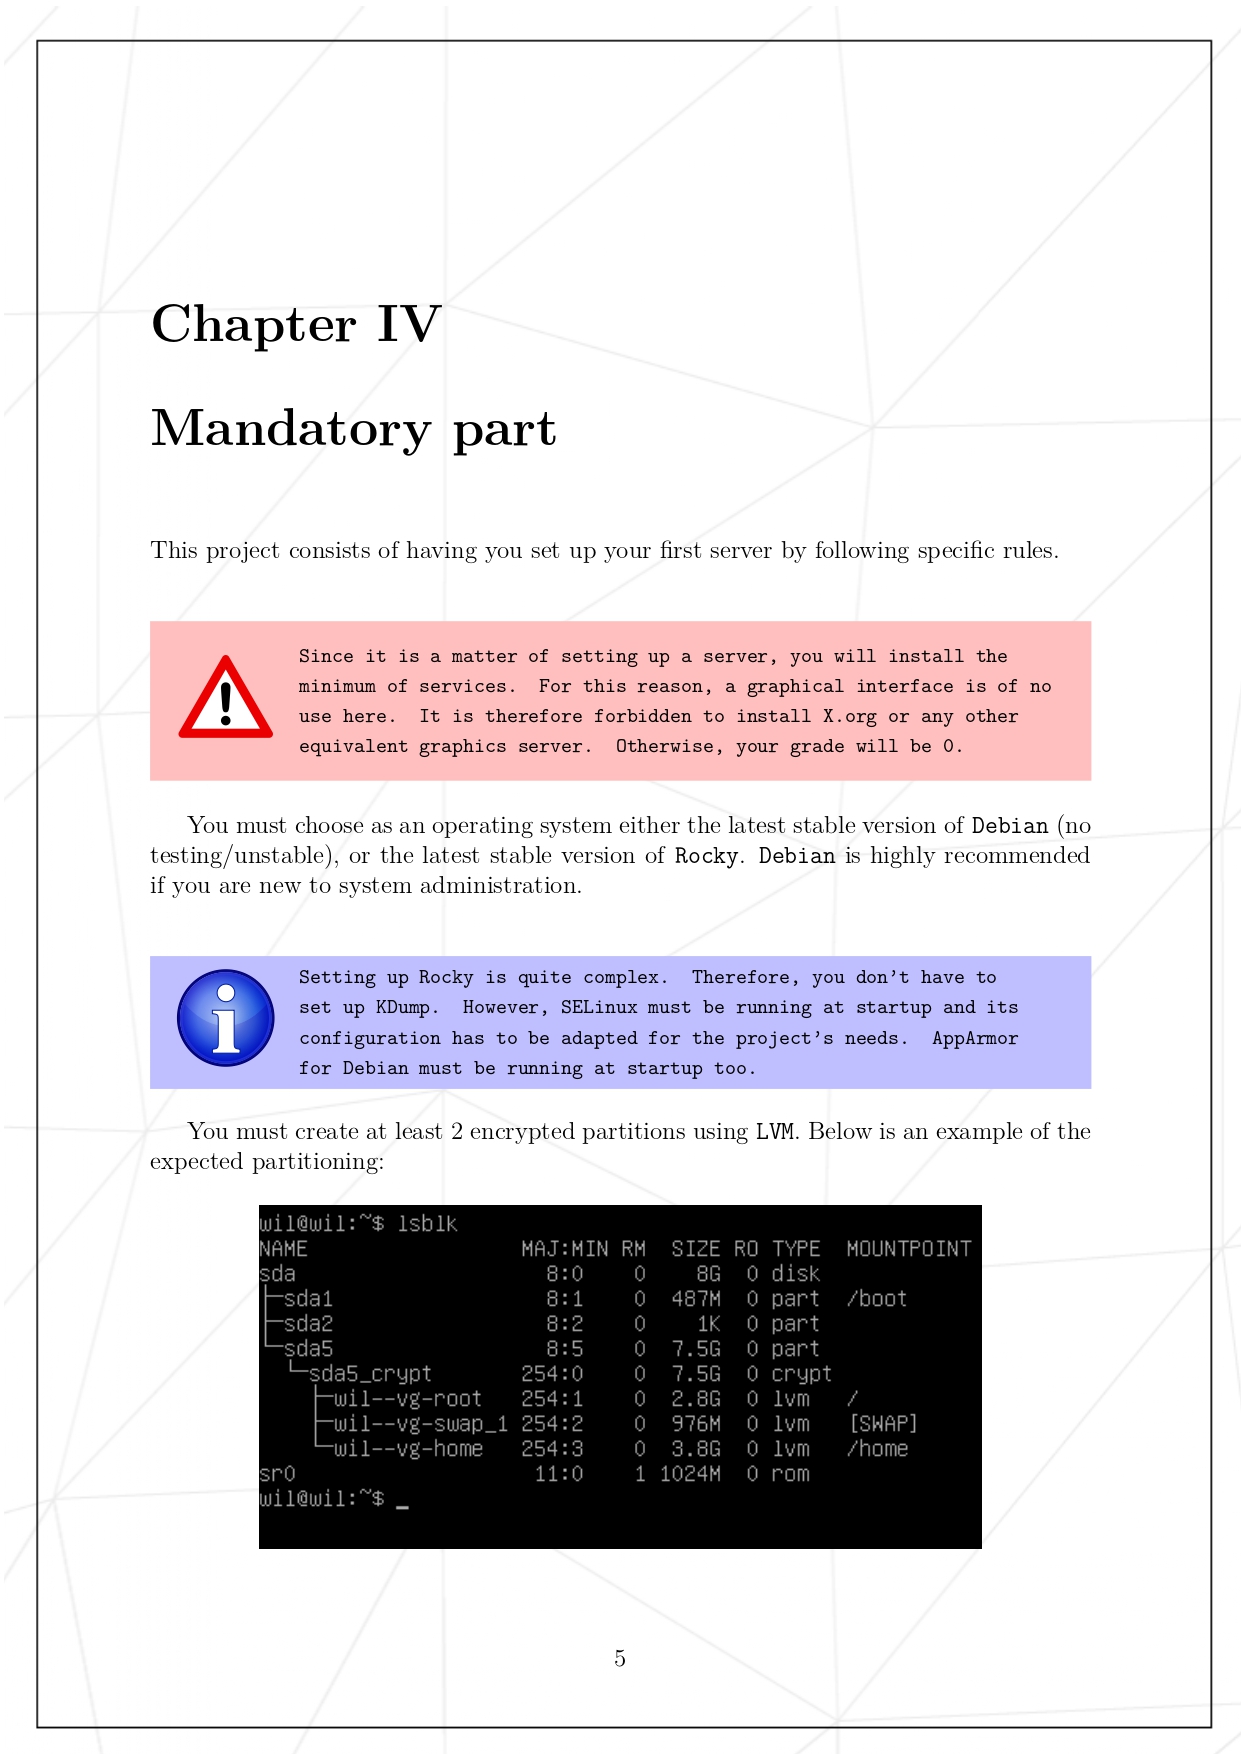 Chapter IV
Mandatory part
This project consists of having you set up your first server by following specific rules.
Since it is a matter of setting up a server, you will install the
minimum of services.  For this reason, a graphical interface is of no
use here.  It is therefore forbidden to install X.org or any other
equivalent graphics server.  Otherwise, your grade will be 0.
You must choose as an operating system either the latest stable version of Debian (no
testing/unstable), or the latest stable version of Rocky. Debian is highly recommended
if you are new to system administration.
Setting up Rocky is quite complex.  Therefore, you don't have to
set up KDump.  However, SELinux must be running at startup and its
configuration has to be adapted for the project's needs.  AppArmor
for Debian must be running at startup too.
You must create at least 2 encrypted partitions using LVM. Below is an example of the
expected partitioning:
wil@wil:~$ lsblk
NAME                 MAJ:MIN RM  SIZE RO TYPE  MOUNTPOINT
sda                    8:0    0    8G  0 disk
├─sda1                 8:1    0  487M  0 part  /boot
├─sda2                 8:2    0    1K  0 part
└─sda5                 8:5    0  7.5G  0 part
  └─sda5_crypt       254:0    0  7.5G  0 crypt
    ├─wil--vg-root   254:1    0  2.8G  0 lvm   /
    ├─wil--vg-swap_1 254:2    0  976M  0 lvm   [SWAP]
    └─wil--vg-home   254:3    0  3.8G  0 lvm   /home
sr0                   11:0    1 1024M  0 rom
wil@wil:~$ _
5